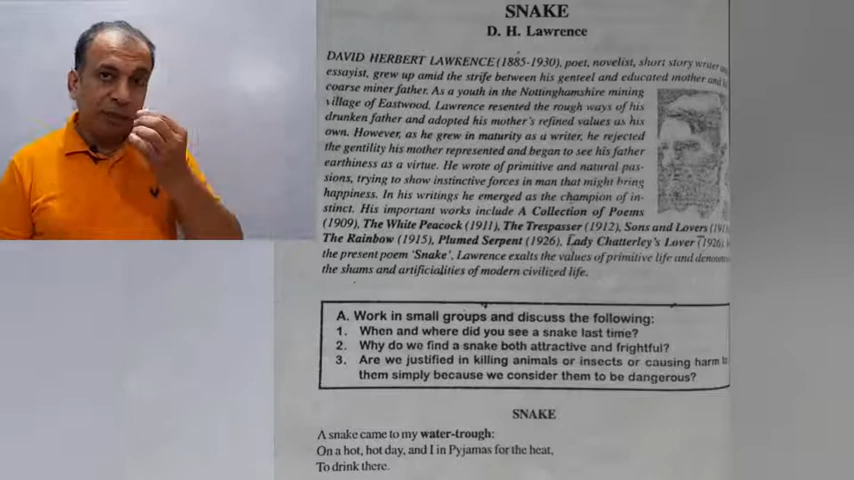 SNAKE
D. H. Lawrence
DAVID HERBERT LAWRENCE (1885-1930), poet, novelist, short story writer and
essayist, grew up amid the strife between his genteel and educated mother and
coarse miner father. As a youth in the Nottinghamshire mining
village of Eastwood, Lawrence resented the rough ways of his
drunken father and adopted his mother's refined values as his
own. However, as he grew in maturity as a writer, he rejected
the gentility his mother represented and began to see his father
earthiness as a virtue. He wrote of primitive and natural pas-
sions, trying to show instinctive forces in man that might bring
happiness. In his writings he emerged as the champion of in-
stinct. His important works include A Collection of Poems
(1909), The White Peacock (1911), The Trespasser (1912), Sons and Lovers
The Rainbow (1915), Plumed Serpent (1926), Lady Chatterley's Lover
the present poem 'Snake', Lawrence exalts the values of primitive life and
the shams and artificialities of modern civilized life.
A. Work in small groups and discuss the following:
1. When and where did you see a snake last time?
2. Why do we find a snake both attractive and frightful?
3. Are we justified in killing animals or insects or causing harm
them simply because we consider them to be dangerous?
SNAKE
A snake came to my water-trough:
On a hot, hot day, and I in Pyjamas for the heat,
To drink there.